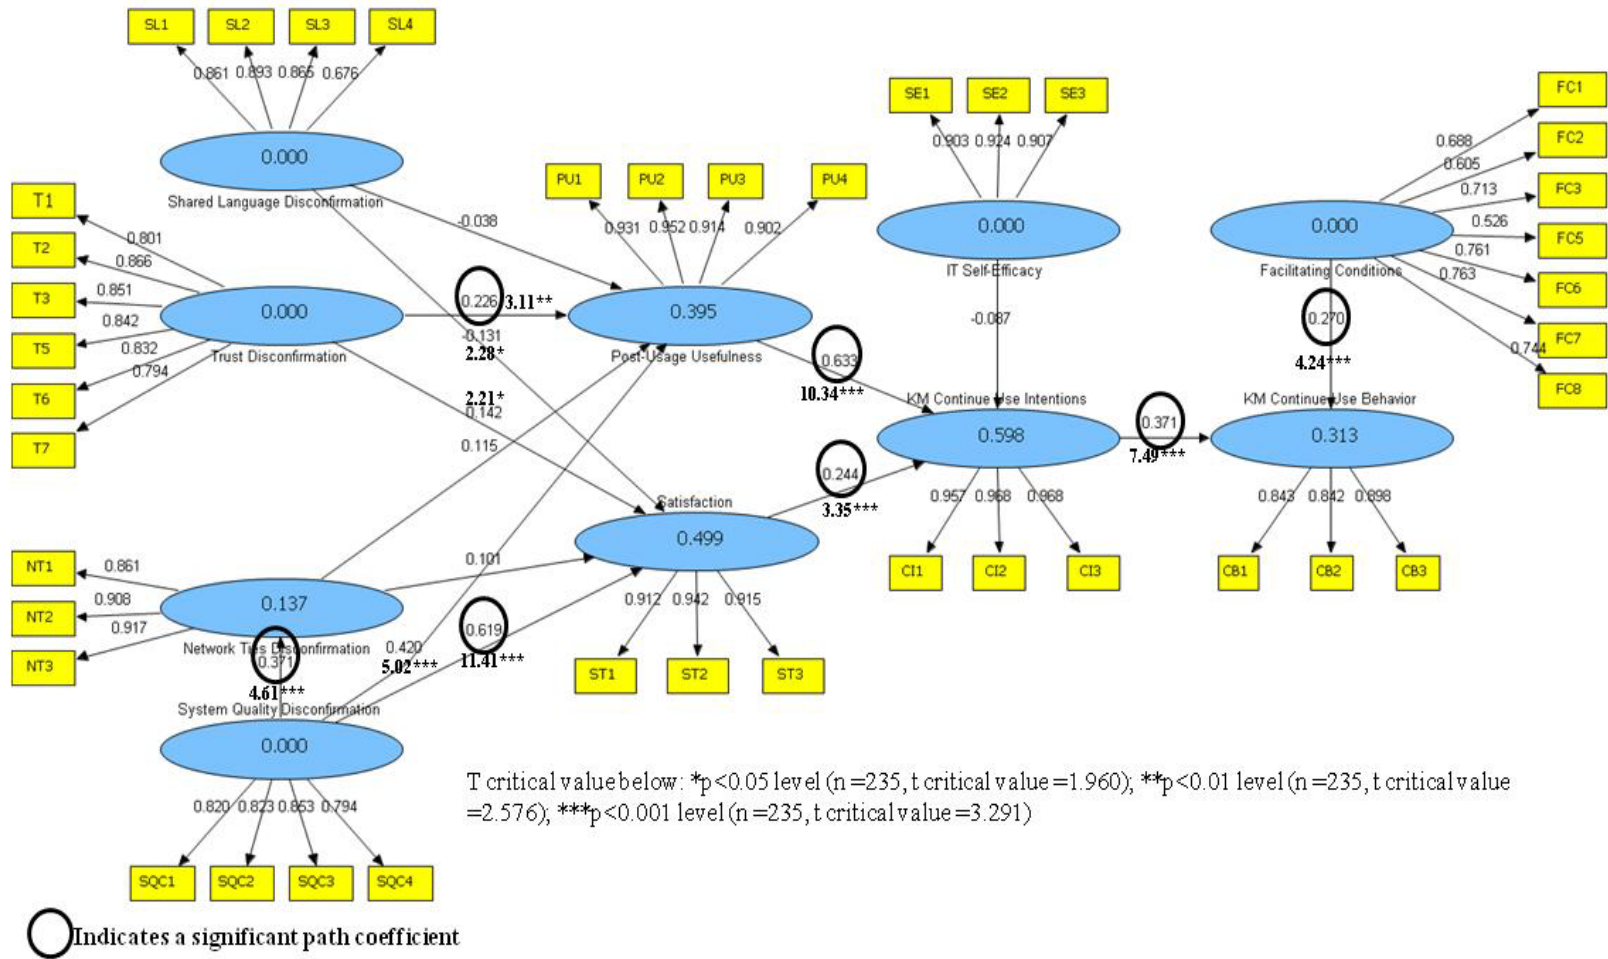 SL1 SL2 SL3 SL4
0.861 0.893 0.865 0.676
0.000
Shared Language Disconfirmation
T1
T2
T3
T5
T6
T7
0.801
0.866
0.851
0.842
0.832
0.794
0.000
Trust Disconfirmation
NT1
NT2
NT3
0.861
0.908
0.917
0.137
Network Ties Disconfirmation
0.371
4.61***
System Quality Disconfirmation
0.000
0.820 0.823 0.853 0.794
SQC1 SQC2 SQC3 SQC4
-0.038
0.226 3.11**
-0.131
2.28*
2.21*
0.142
0.115
0.101
0.619
11.41***
0.420
5.02***
PU1 PU2 PU3 PU4
0.931 0.952 0.914 0.902
0.395
Post-Usage Usefulness
0.633
10.34***
Satisfaction
0.499
0.912 0.942 0.915
ST1 ST2 ST3
0.244
3.35***
SE1 SE2 SE3
0.903 0.924 0.907
0.000
IT Self-Efficacy
-0.087
KM Continue Use Intentions
0.598
0.957 0.968 0.968
CI1 CI2 CI3
0.371
7.49***
FC1
FC2
FC3
FC5
FC6
FC7
FC8
0.688
0.605
0.713
0.526
0.761
0.763
0.744
0.000
Facilitating Conditions
0.270
4.24***
KM Continue Use Behavior
0.313
0.843 0.842 0.898
CB1 CB2 CB3
T critical value below: *p<0.05 level (n =235, t critical value =1.960); **p<0.01 level (n =235, t critical value
=2.576); ***p<0.001 level (n =235, t critical value =3.291)
Indicates a significant path coefficient